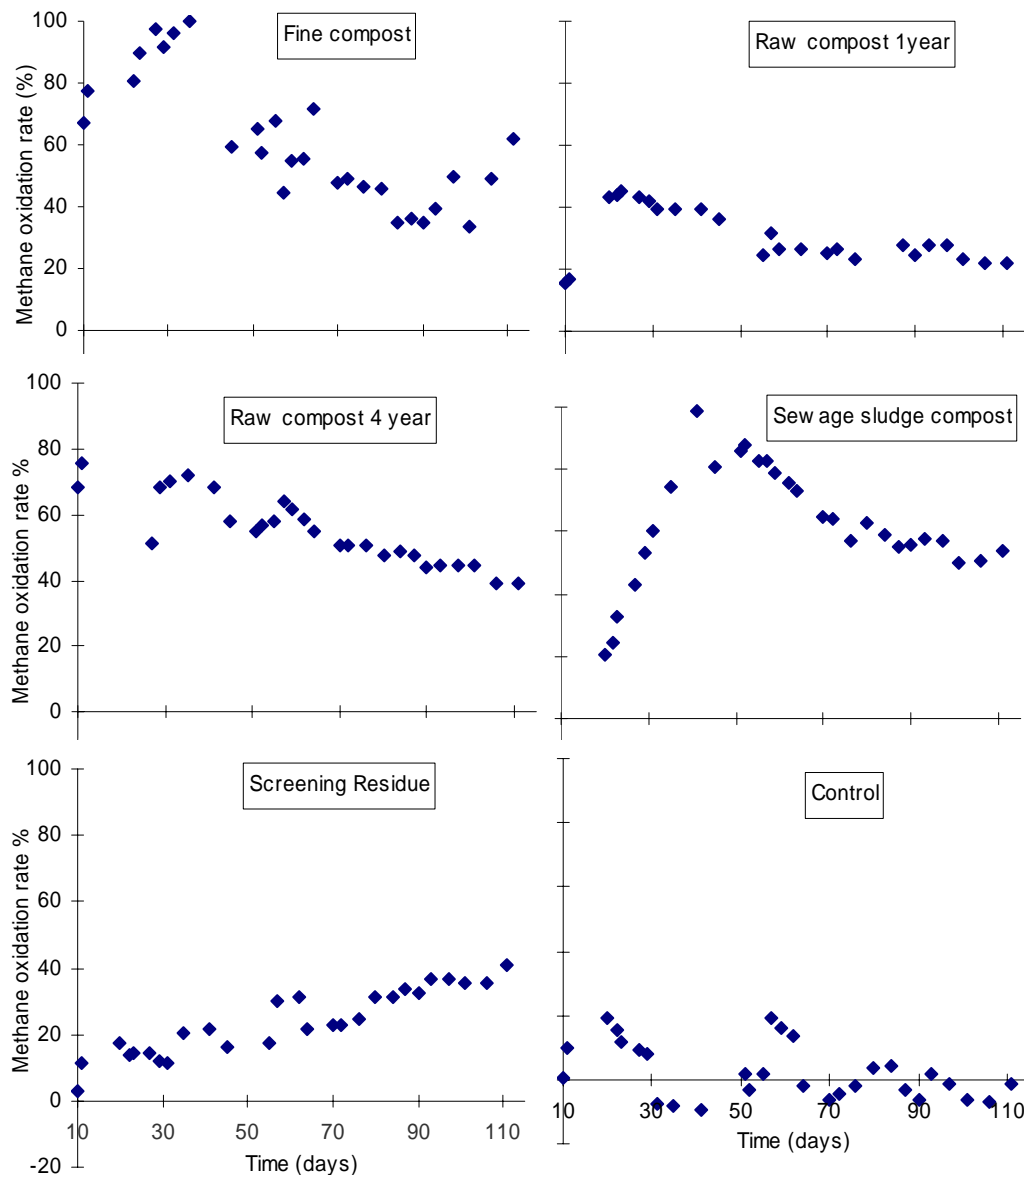 100
80
60
40
20
0
Methane oxidation rate (%)
Fine compost
Raw compost 1year
100
80
60
40
20
0
Methane oxidation rate %
Raw compost 4 year
Sew age sludge compost
100
80
60
40
20
0
-20
Methane oxidation rate %
Screening Residue
10 30 50 70 90 110
Time (days)
Control
10 30 50 70 90 110
Time (days)